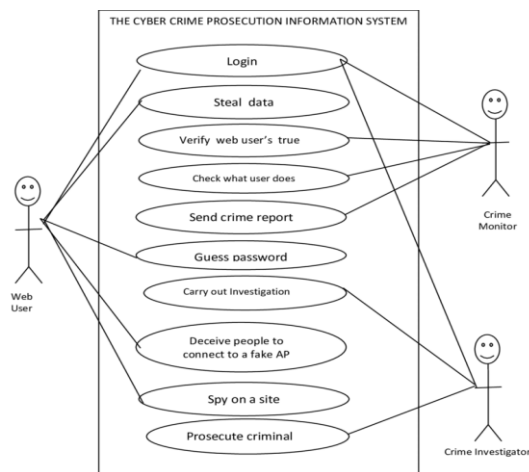 THE CYBER CRIME PROSECUTION INFORMATION SYSTEM
Login
Steal data
Verify web user's true
Check what user does
Send crime report
Guess password
Carry out Investigation
Deceive people to
connect to a fake AP
Spy on a site
Prosecute criminal
Web
User
Crime
Monitor
Crime Investigator